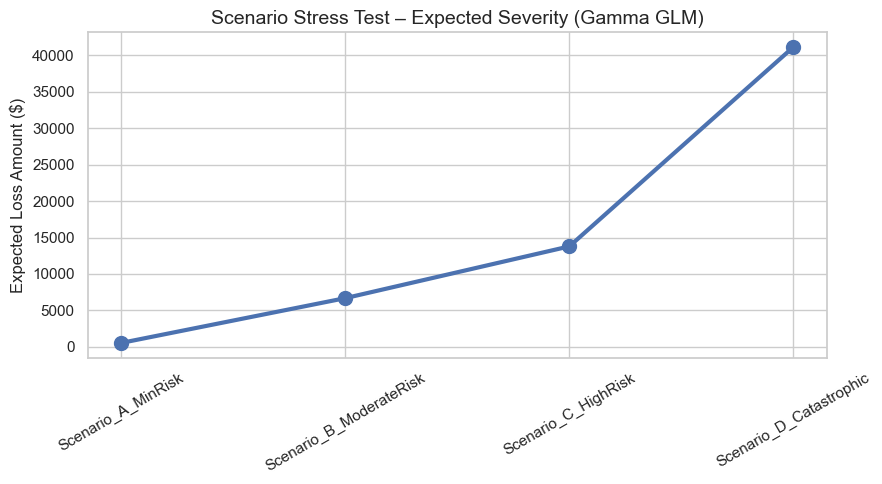 Scenario Stress Test – Expected Severity (Gamma GLM)
Expected Loss Amount ($)
40000
35000
30000
25000
20000
15000
10000
5000
0
Scenario_A_MinRisk
Scenario_B_ModerateRisk
Scenario_C_HighRisk
Scenario_D_Catastrophic